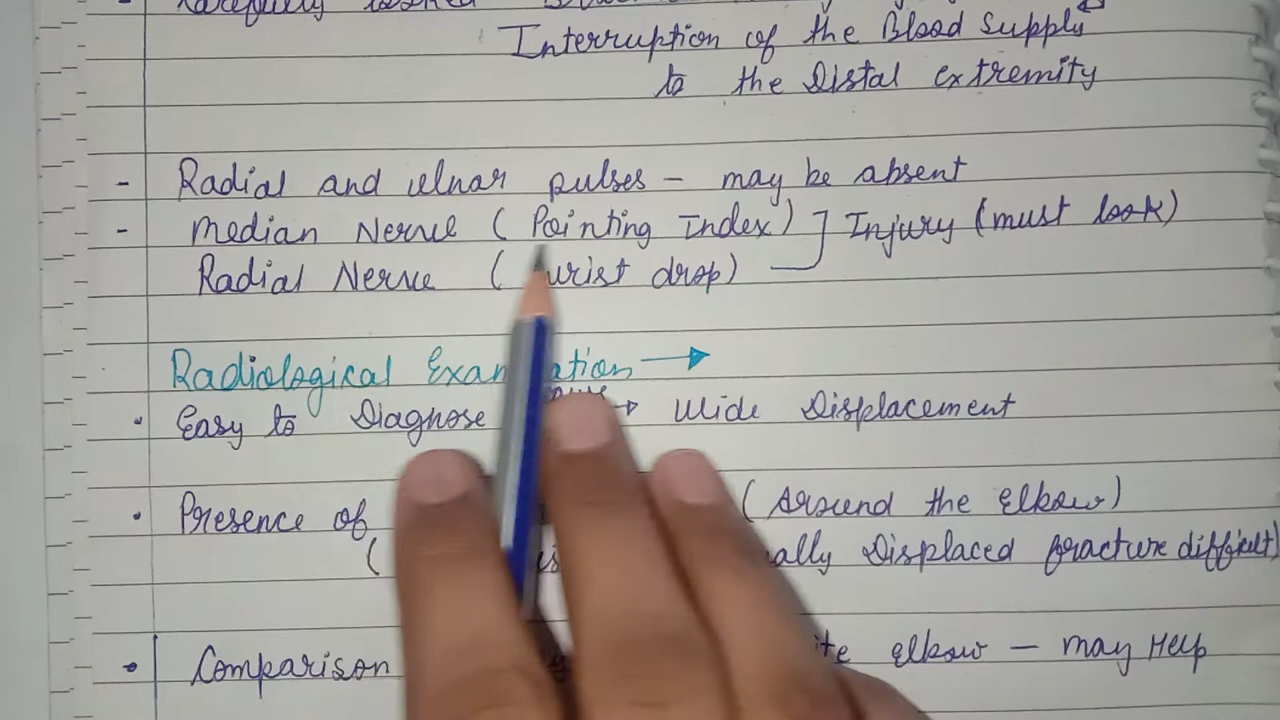 Interruption of the Blood Supply
to the Distal extremity
- Radial and ulnar pulses - may be absent
- Median Nerve ( Pointing Index ) ] Injury (must look)
Radial Nerve ( wrist drop)
Radiological Exam ation →
• Easy to Diagnose → Wide Displacement
• Presence of ( Around the Elbow )
( ally Displaced fracture difficult)
• Comparison elbow - may Help